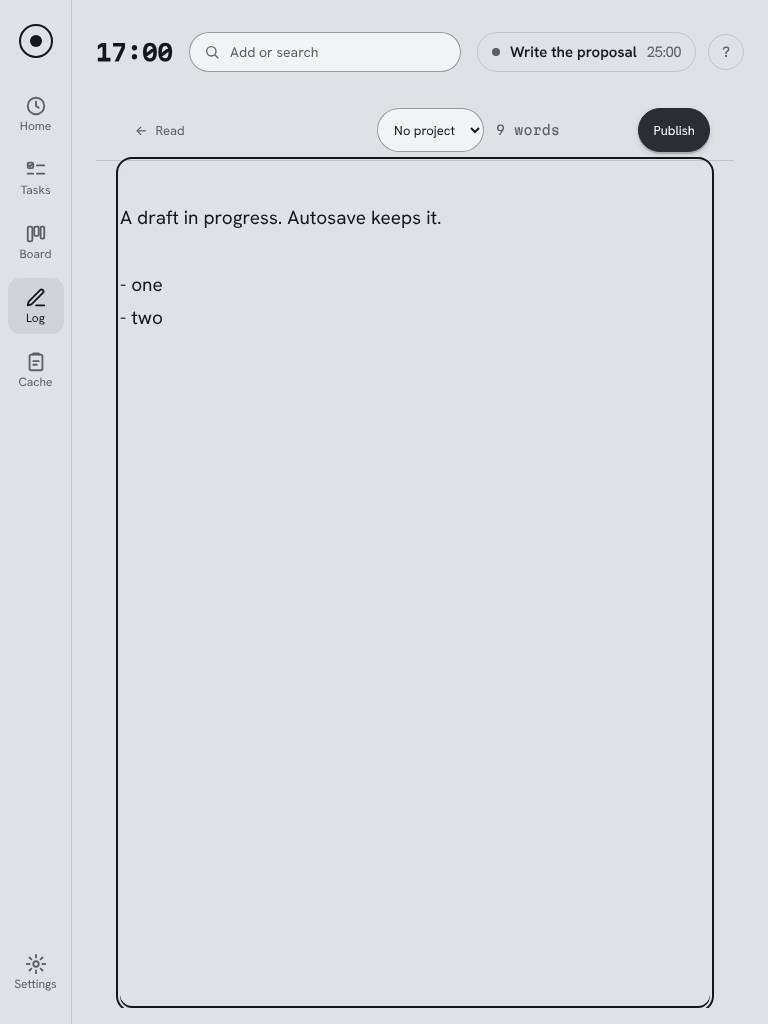 17:00
Add or search
Write the proposal 25:00
?
Home
Tasks
Board
Log
Cache
Settings
← Read
No project
9 words
Publish
A draft in progress. Autosave keeps it.
- one
- two